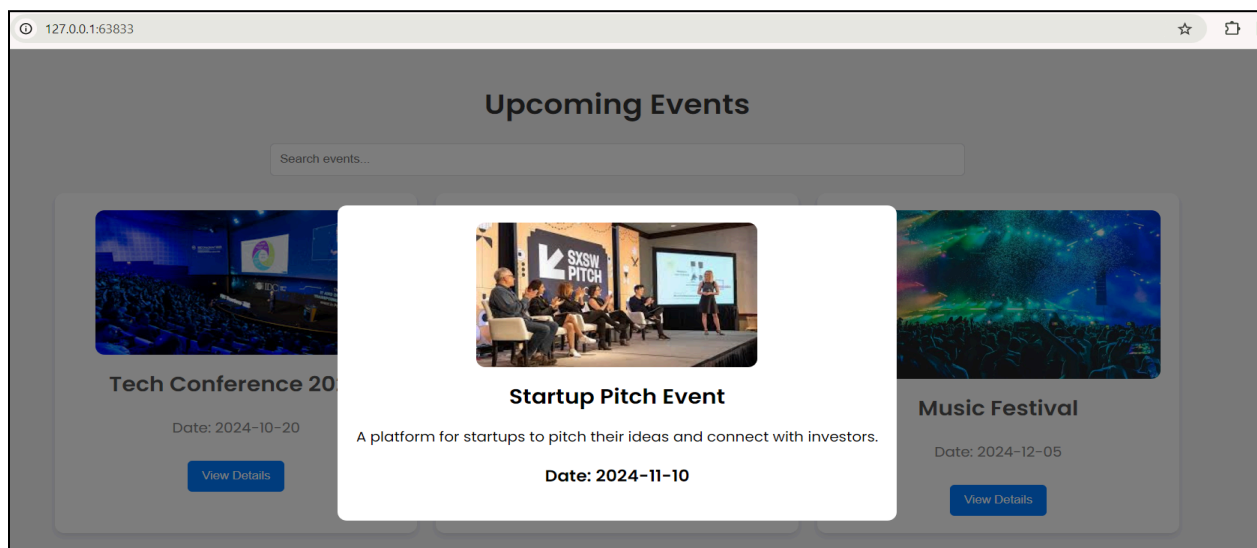 127.0.0.1:63833
Upcoming Events
Search events...
SXSW
PITCH
Tech Conference 20
Startup Pitch Event
Music Festival
Date: 2024-10-20
A platform for startups to pitch their ideas and connect with investors.
Date: 2024-12-05
View Details
Date: 2024-11-10
View Details